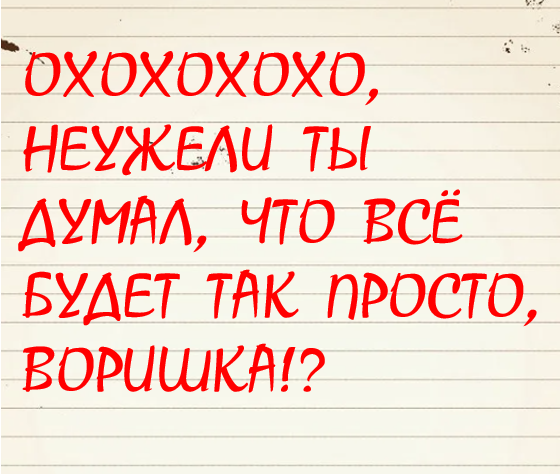 ОХОХОХОХО,
НЕУЖЕЛИ ТЫ
ДУМАЛ, ЧТО ВСЁ
БУДЕТ ТАК ПРОСТО,
ВОРИШКА!?